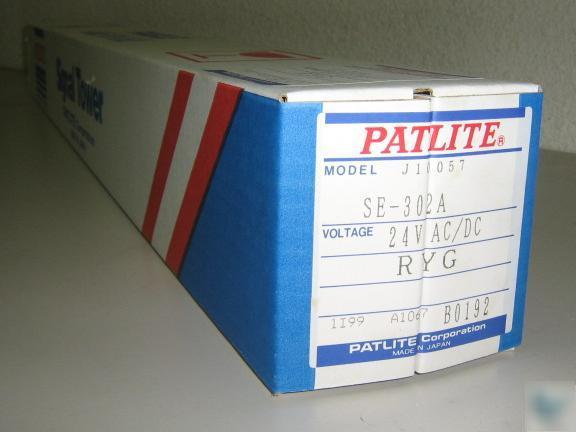 Signal Tower
PATLITE®
MODEL J10057
SE-302A
VOLTAGE 24V AC/DC
RYG
1I99 A1067 B0192
PATLITE Corporation
MADE IN JAPAN